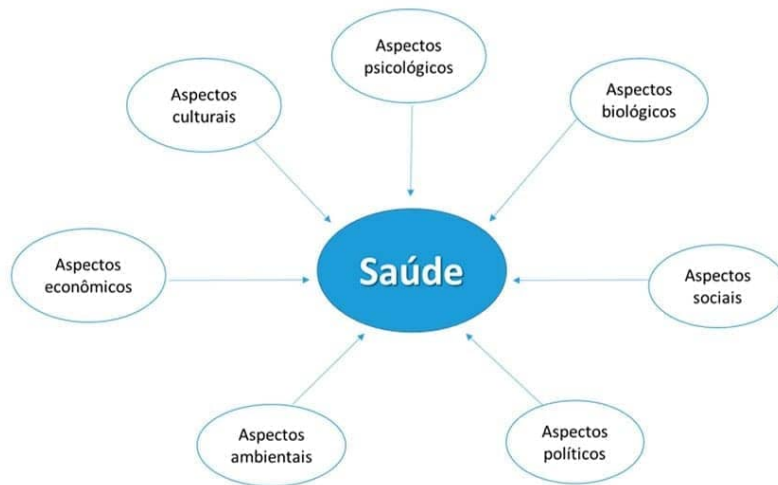 Aspectos
psicológicos
Aspectos
culturais
Aspectos
biológicos
Saúde
Aspectos
econômicos
Aspectos
sociais
Aspectos
ambientais
Aspectos
políticos